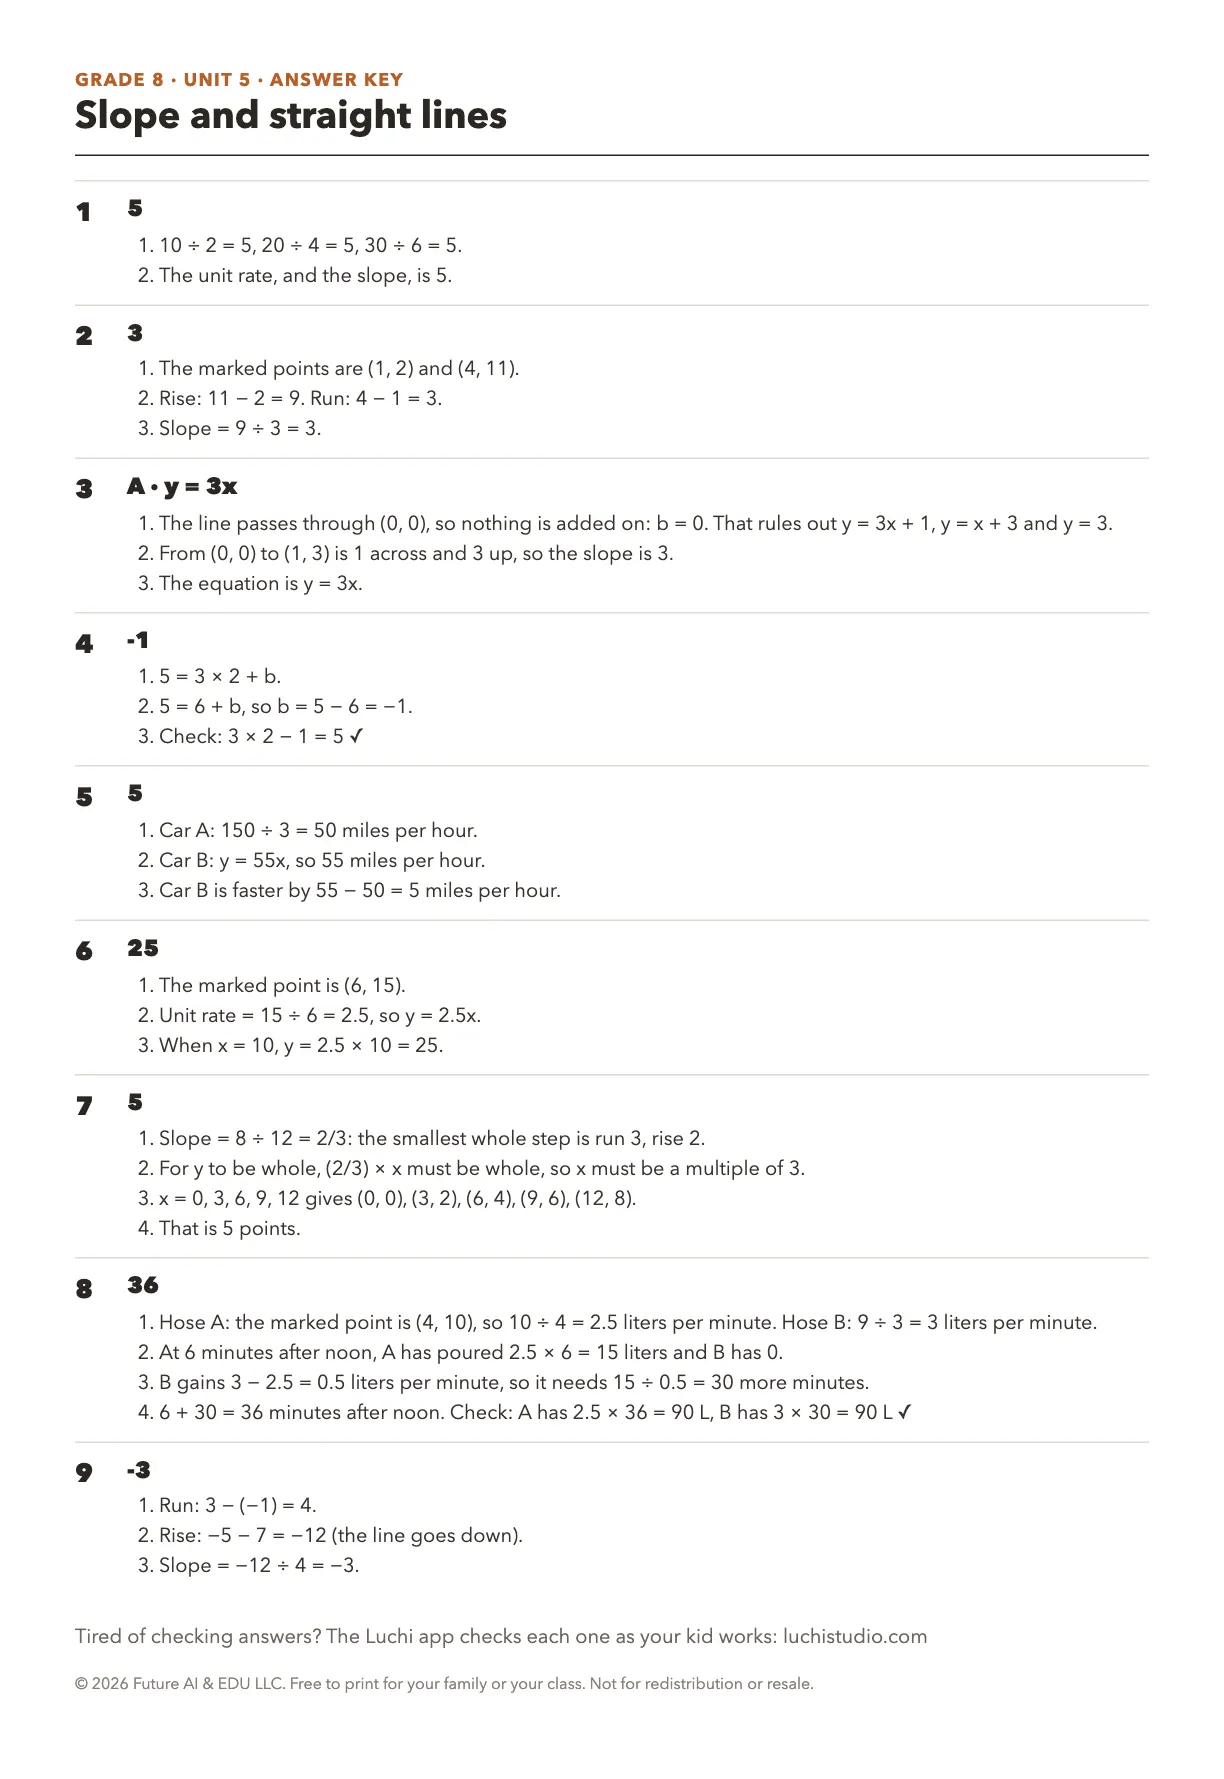 GRADE 8 · UNIT 5 · ANSWER KEY
Slope and straight lines
1 5
1. 10 ÷ 2 = 5, 20 ÷ 4 = 5, 30 ÷ 6 = 5.
2. The unit rate, and the slope, is 5.
2 3
1. The marked points are (1, 2) and (4, 11).
2. Rise: 11 − 2 = 9. Run: 4 − 1 = 3.
3. Slope = 9 ÷ 3 = 3.
3 A · y = 3x
1. The line passes through (0, 0), so nothing is added on: b = 0. That rules out y = 3x + 1, y = x + 3 and y = 3.
2. From (0, 0) to (1, 3) is 1 across and 3 up, so the slope is 3.
3. The equation is y = 3x.
4 -1
1. 5 = 3 × 2 + b.
2. 5 = 6 + b, so b = 5 − 6 = −1.
3. Check: 3 × 2 − 1 = 5 ✓
5 5
1. Car A: 150 ÷ 3 = 50 miles per hour.
2. Car B: y = 55x, so 55 miles per hour.
3. Car B is faster by 55 − 50 = 5 miles per hour.
6 25
1. The marked point is (6, 15).
2. Unit rate = 15 ÷ 6 = 2.5, so y = 2.5x.
3. When x = 10, y = 2.5 × 10 = 25.
7 5
1. Slope = 8 ÷ 12 = 2/3: the smallest whole step is run 3, rise 2.
2. For y to be whole, (2/3) × x must be whole, so x must be a multiple of 3.
3. x = 0, 3, 6, 9, 12 gives (0, 0), (3, 2), (6, 4), (9, 6), (12, 8).
4. That is 5 points.
8 36
1. Hose A: the marked point is (4, 10), so 10 ÷ 4 = 2.5 liters per minute. Hose B: 9 ÷ 3 = 3 liters per minute.
2. At 6 minutes after noon, A has poured 2.5 × 6 = 15 liters and B has 0.
3. B gains 3 − 2.5 = 0.5 liters per minute, so it needs 15 ÷ 0.5 = 30 more minutes.
4. 6 + 30 = 36 minutes after noon. Check: A has 2.5 × 36 = 90 L, B has 3 × 30 = 90 L ✓
9 -3
1. Run: 3 − (−1) = 4.
2. Rise: −5 − 7 = −12 (the line goes down).
3. Slope = −12 ÷ 4 = −3.
Tired of checking answers? The Luchi app checks each one as your kid works: luchistudio.com
© 2026 Future AI & EDU LLC. Free to print for your family or your class. Not for redistribution or resale.